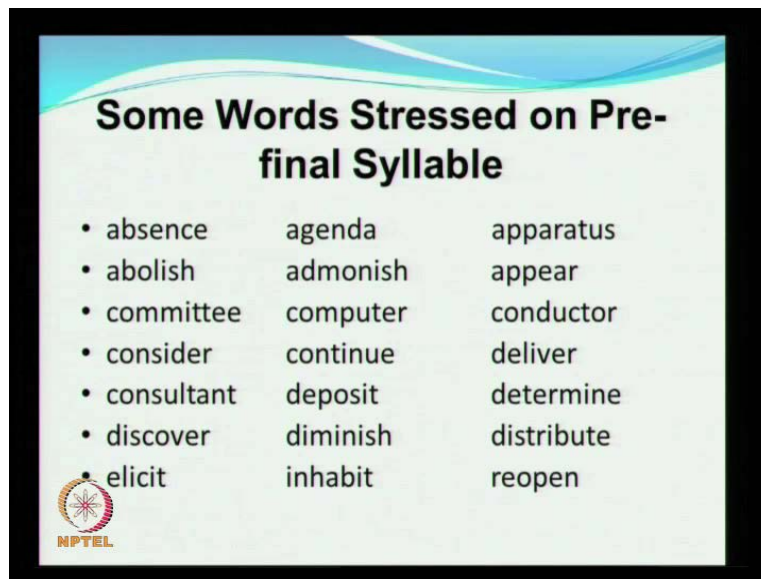 Some Words Stressed on Pre-
final Syllable
• absence agenda apparatus
• abolish admonish appear
• committee computer conductor
• consider continue deliver
• consultant deposit determine
• discover diminish distribute
• elicit inhabit reopen
NPTEL